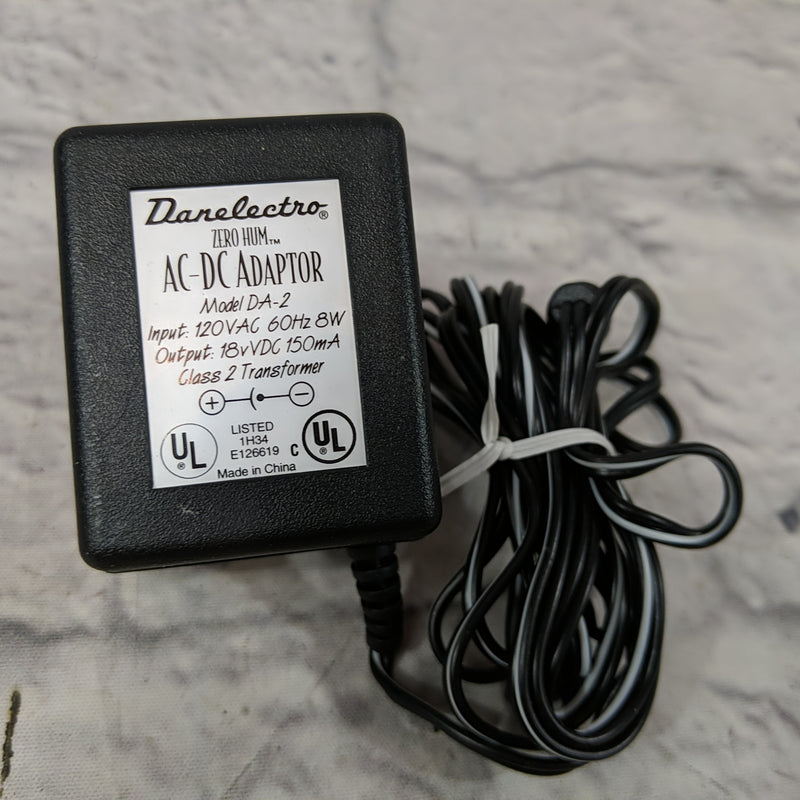 Danelectro®
ZERO HUM™
AC-DC ADAPTOR
Model DA-2
Input: 120VAC 60Hz 8W
Output: 18vVDC 150mA
Class 2 Transformer
+ −
UL® LISTED C UL®
1H34
E126619
Made in China